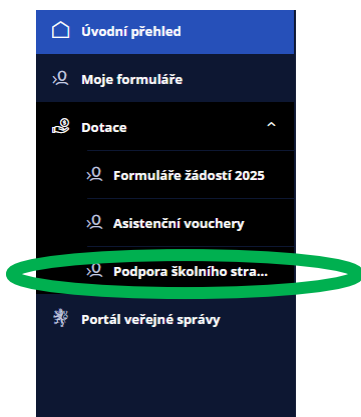 Úvodní přehled
Moje formuláře
Dotace
Formuláře žádostí 2025
Asistenční vouchery
Podpora školního stra...
Portál veřejné správy